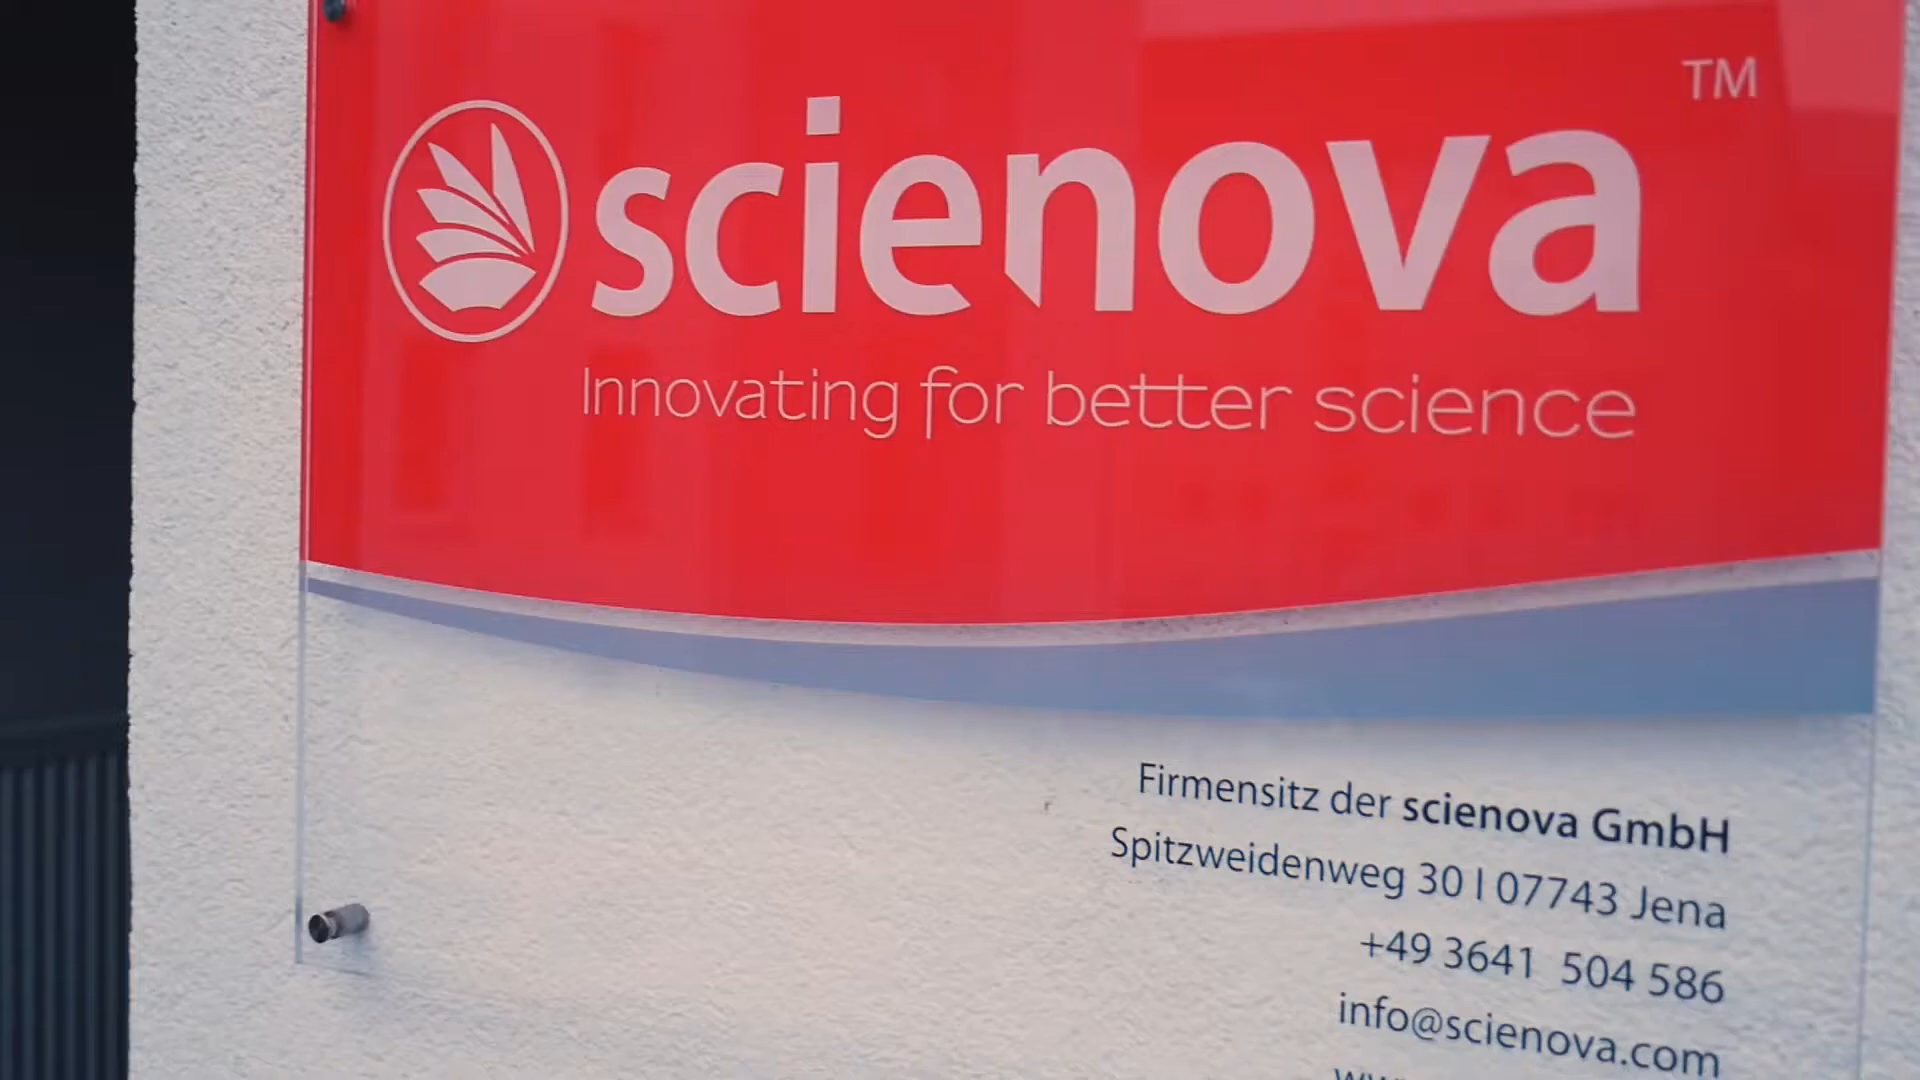 TM
scienova
Innovating for better science
Firmensitz der scienova GmbH
Spitzweidenweg 30 | 07743 Jena
+49 3641 504 586
info@scienova.com